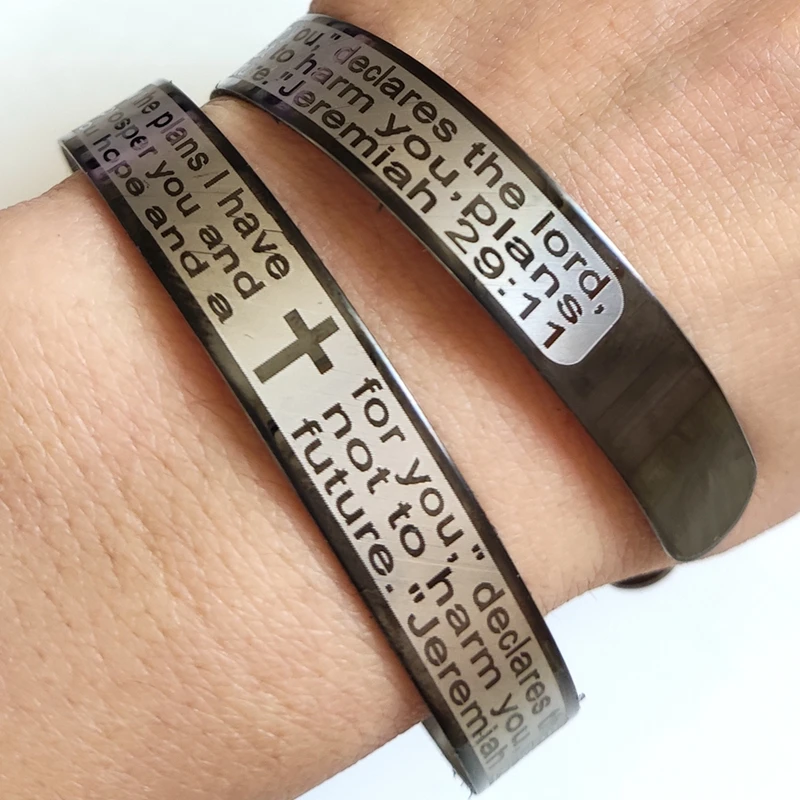 the plans I have
you and
hope and a
for you," declares
not to harm you,
future. "Jeremiah
you," declares the lord,
to harm you, plans,
"Jeremiah 29:11